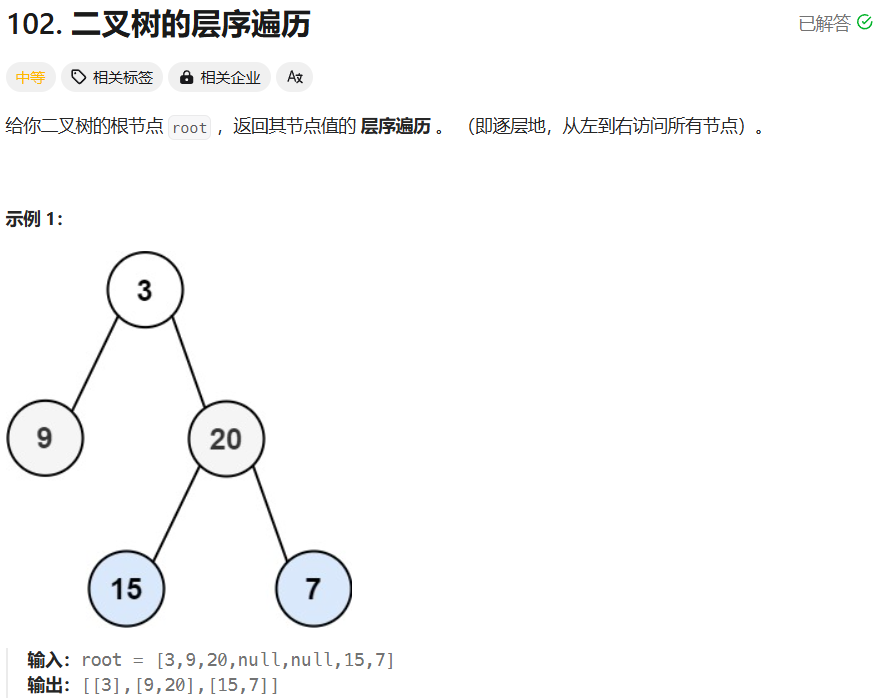 102. 二叉树的层序遍历
已解答
中等 相关标签 相关企业 Aあ
给你二叉树的根节点 root ，返回其节点值的 层序遍历 。 （即逐层地，从左到右访问所有节点）。
示例 1：
3
9
20
15
7
输入：root = [3,9,20,null,null,15,7]
输出：[[3],[9,20],[15,7]]